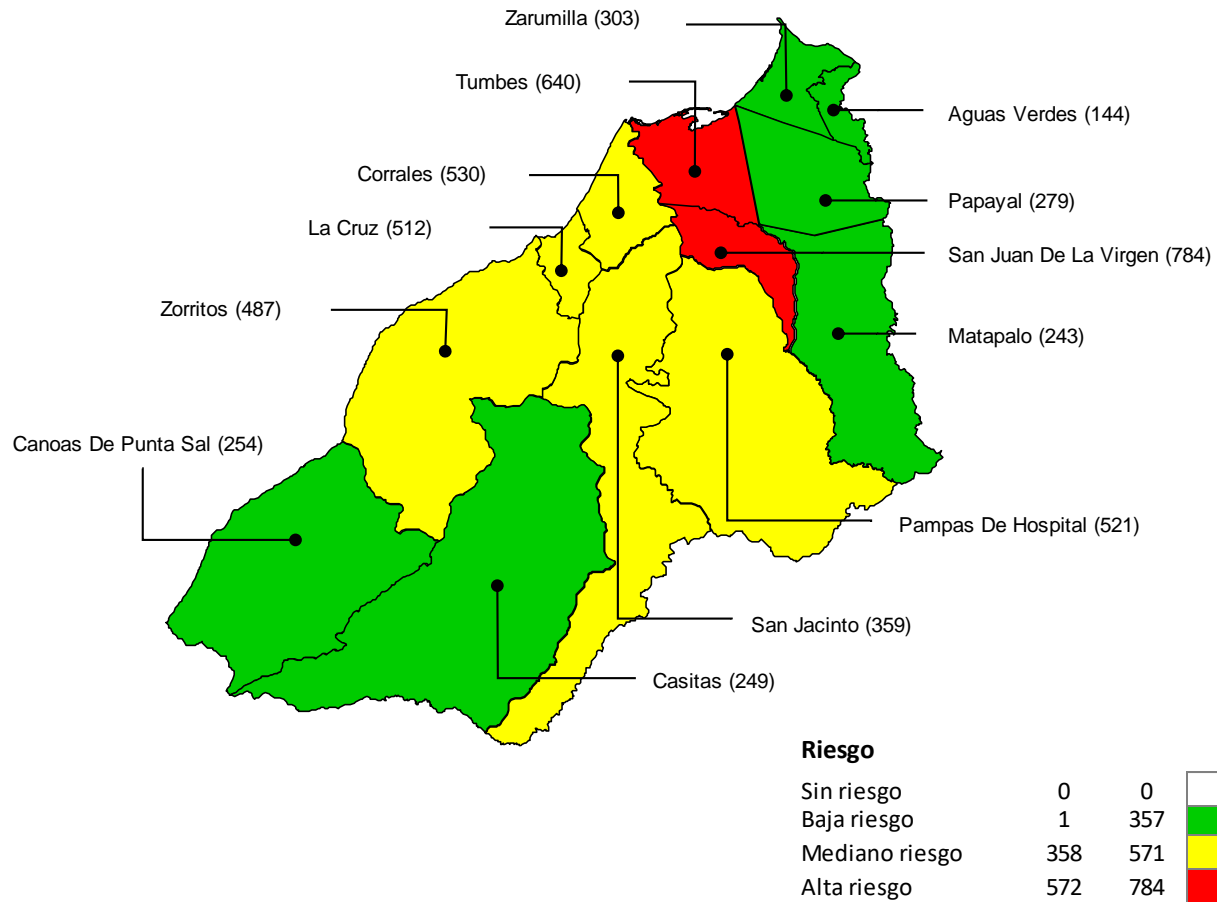 Zarumilla (303)
Tumbes (640)
Aguas Verdes (144)
Corrales (530)
Papayal (279)
La Cruz (512)
San Juan De La Virgen (784)
Zorritos (487)
Matapalo (243)
Canoas De Punta Sal (254)
Pampas De Hospital (521)
San Jacinto (359)
Casitas (249)
Riesgo
Sin riesgo 0 0
Baja riesgo 1 357
Mediano riesgo 358 571
Alta riesgo 572 784